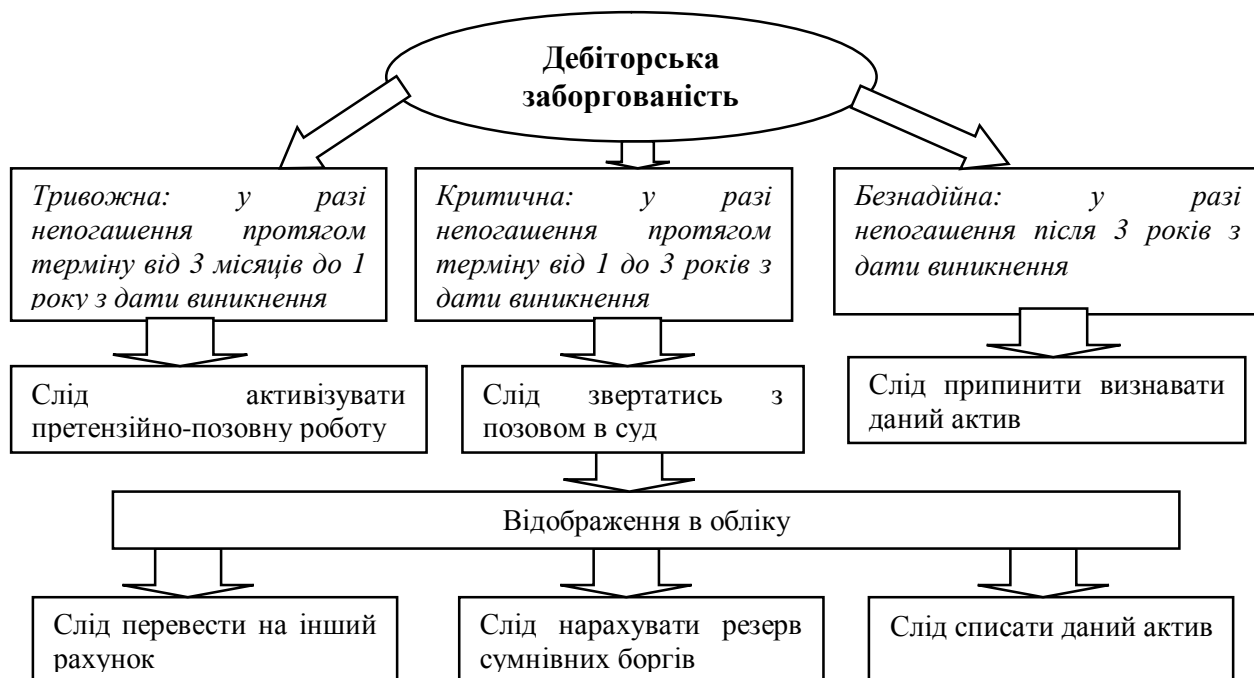 Дебіторська
заборгованість
Тривожна: у разі
непогашення протягом
терміну від 3 місяців до 1
року з дати виникнення
Критична: у разі
непогашення протягом
терміну від 1 до 3 років з
дати виникнення
Безнадійна: у разі
непогашення після 3 років з
дати виникнення
Слід активізувати
претензійно-позовну роботу
Слід звертатись з
позовом в суд
Слід припинити визнавати
даний актив
Відображення в обліку
Слід перевести на інший
рахунок
Слід нарахувати резерв
сумнівних боргів
Слід списати даний актив